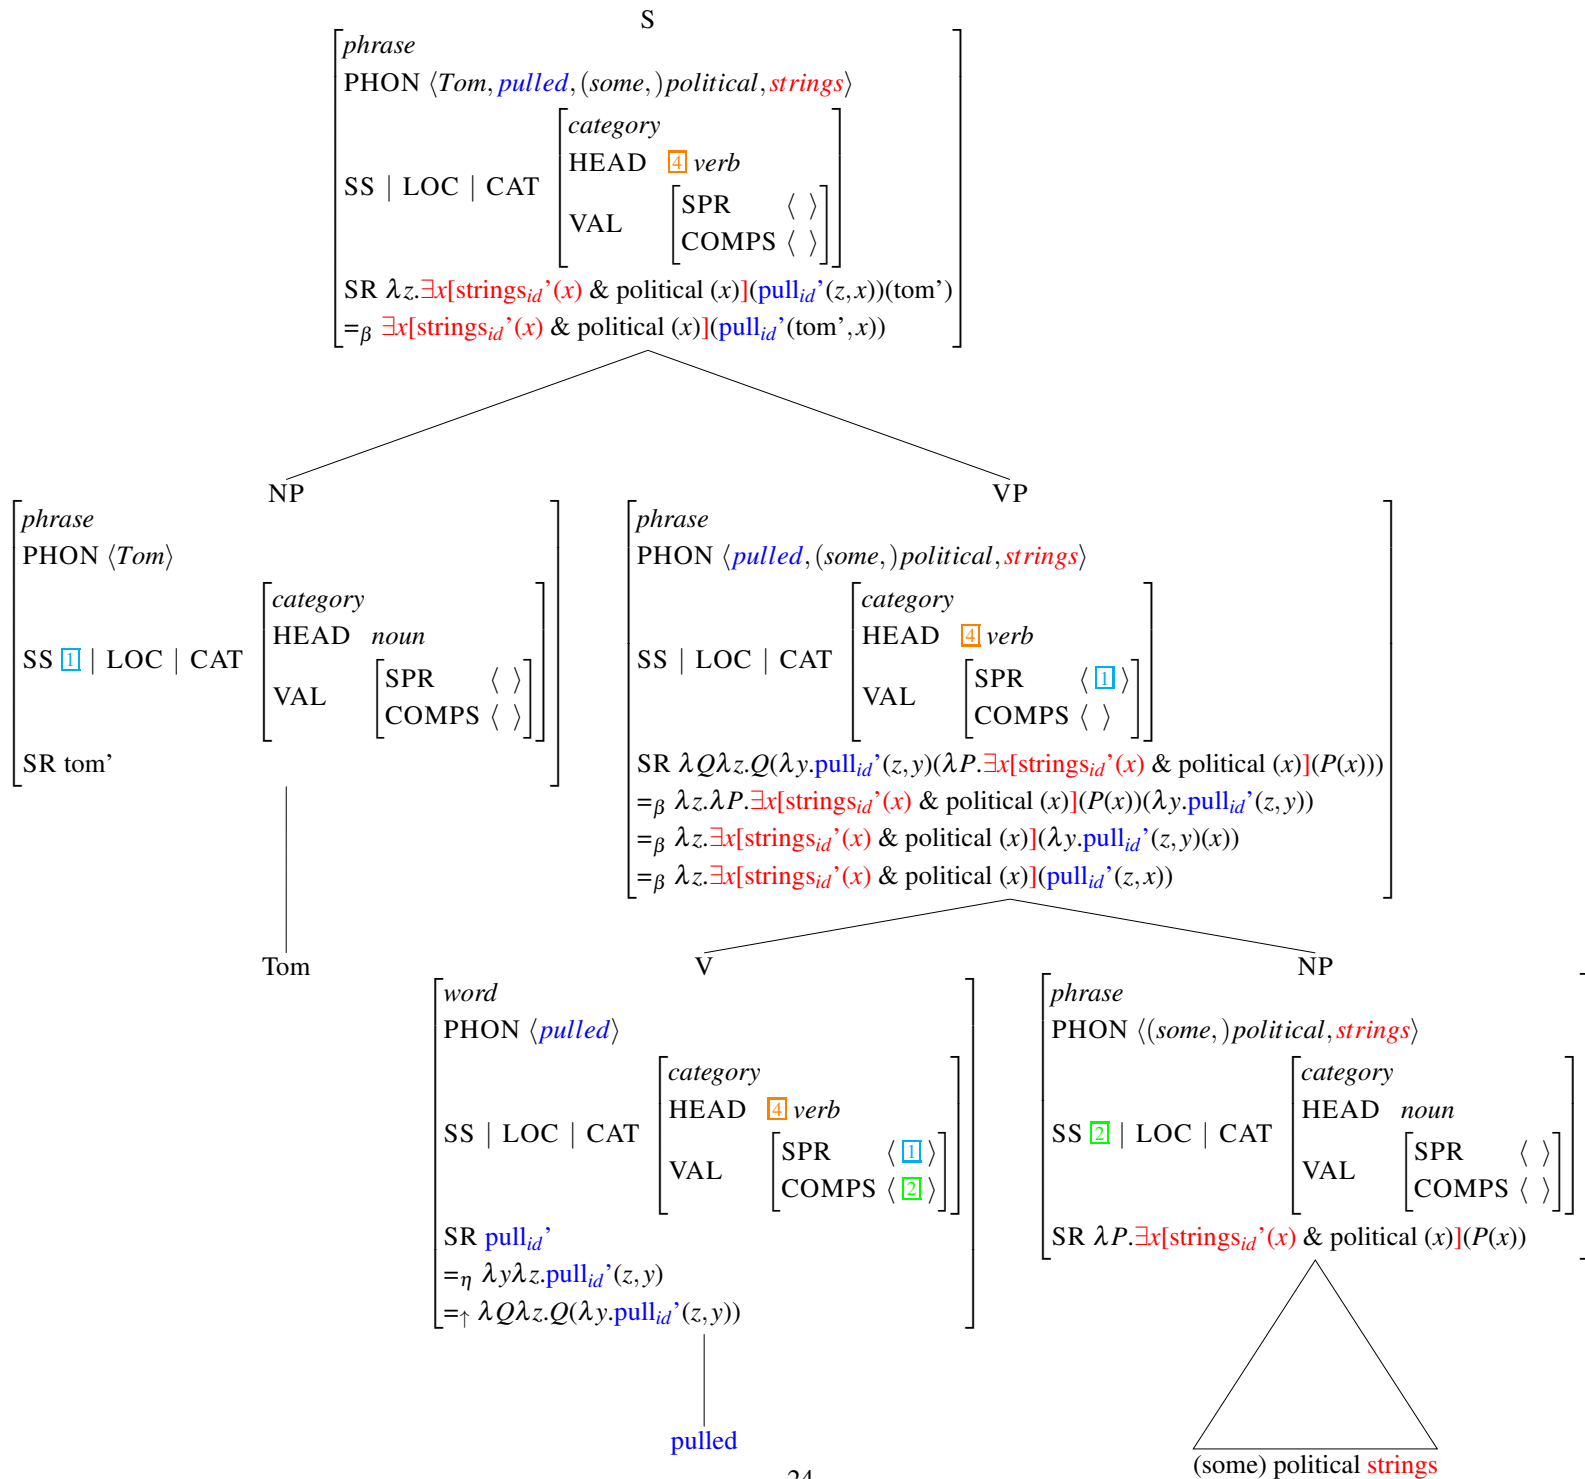 S
phrase
PHON ⟨Tom, pulled, (some,)political, strings⟩
SS | LOC | CAT
category
HEAD 4 verb
VAL
SPR ⟨ ⟩
COMPS ⟨ ⟩
SR λz.∃x[strings_id’(x) & political (x)](pull_id’(z,x))(tom’)
=β ∃x[strings_id’(x) & political (x)](pull_id’(tom’,x))
NP
phrase
PHON ⟨Tom⟩
SS 1 | LOC | CAT
category
HEAD noun
VAL
SPR ⟨ ⟩
COMPS ⟨ ⟩
SR tom’
Tom
VP
phrase
PHON ⟨pulled, (some,)political, strings⟩
SS | LOC | CAT
category
HEAD 4 verb
VAL
SPR ⟨ 1 ⟩
COMPS ⟨ ⟩
SR λQλz.Q(λy.pull_id’(z,y)(λP.∃x[strings_id’(x) & political (x)](P(x)))
=β λz.λP.∃x[strings_id’(x) & political (x)](P(x))(λy.pull_id’(z,y))
=β λz.∃x[strings_id’(x) & political (x)](λy.pull_id’(z,y)(x))
=β λz.∃x[strings_id’(x) & political (x)](pull_id’(z,x))
V
word
PHON ⟨pulled⟩
SS | LOC | CAT
category
HEAD 4 verb
VAL
SPR ⟨ 1 ⟩
COMPS ⟨ 2 ⟩
SR pull_id’
=η λyλz.pull_id’(z,y)
=↑ λQλz.Q(λy.pull_id’(z,y))
pulled
NP
phrase
PHON ⟨(some,)political, strings⟩
SS 2 | LOC | CAT
category
HEAD noun
VAL
SPR ⟨ ⟩
COMPS ⟨ ⟩
SR λP.∃x[strings_id’(x) & political (x)](P(x))
(some) political strings
24